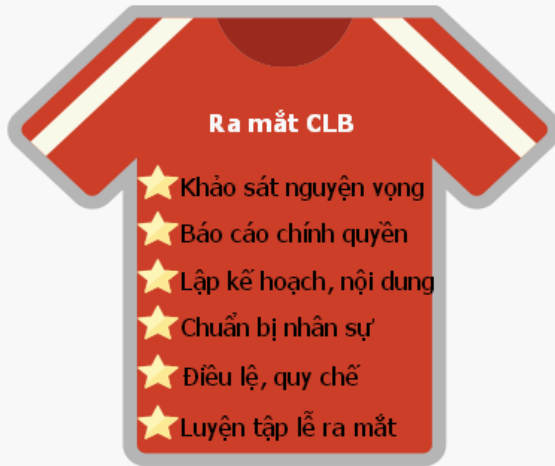 Ra mắt CLB
Khảo sát nguyện vọng
Báo cáo chính quyền
Lập kế hoạch, nội dung
Chuẩn bị nhân sự
Điều lệ, quy chế
Luyện tập lễ ra mắt